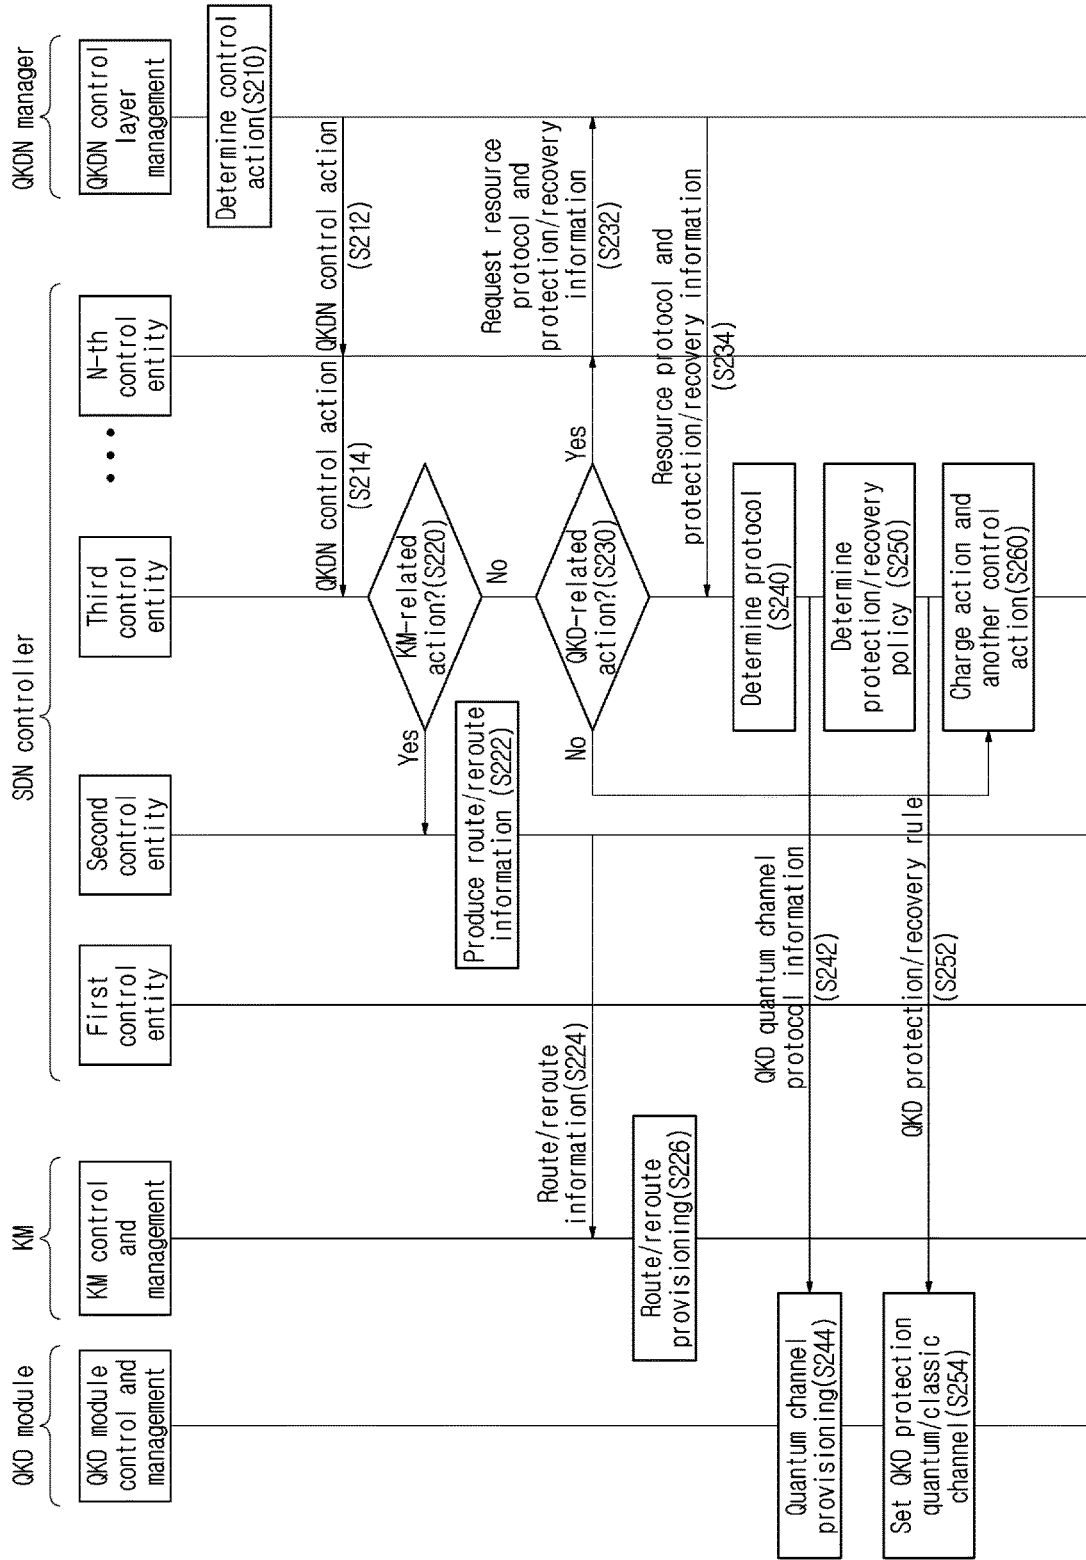 QKD module
KM
SDN controller
QKDN manager
QKD module
control and
management
KM control
and
management
First
control
entity
Second
control
entity
Third
control
entity
• • •
N-th
control
entity
QKDN control
layer
management
Determine control
action(S210)
QKDN control action
(S212)
QKDN control action
(S214)
KM-related
action?(S220)
Yes
No
Produce route/reroute
information (S222)
Route/reroute
information(S224)
Route/reroute
provisioning(S226)
QKD-related
action?(S230)
Yes
No
Request resource
protocol and
protection/recovery
information
(S232)
Resource protocol and
protection/recovery information
(S234)
Determine protocol
(S240)
QKD quantum channel
protocol information
(S242)
Quantum channel
provisioning(S244)
Determine
protection/recovery
policy (S250)
QKD protection/recovery rule
(S252)
Set QKD protection
quantum/classic
channel(S254)
Charge action and
another control
action(S260)